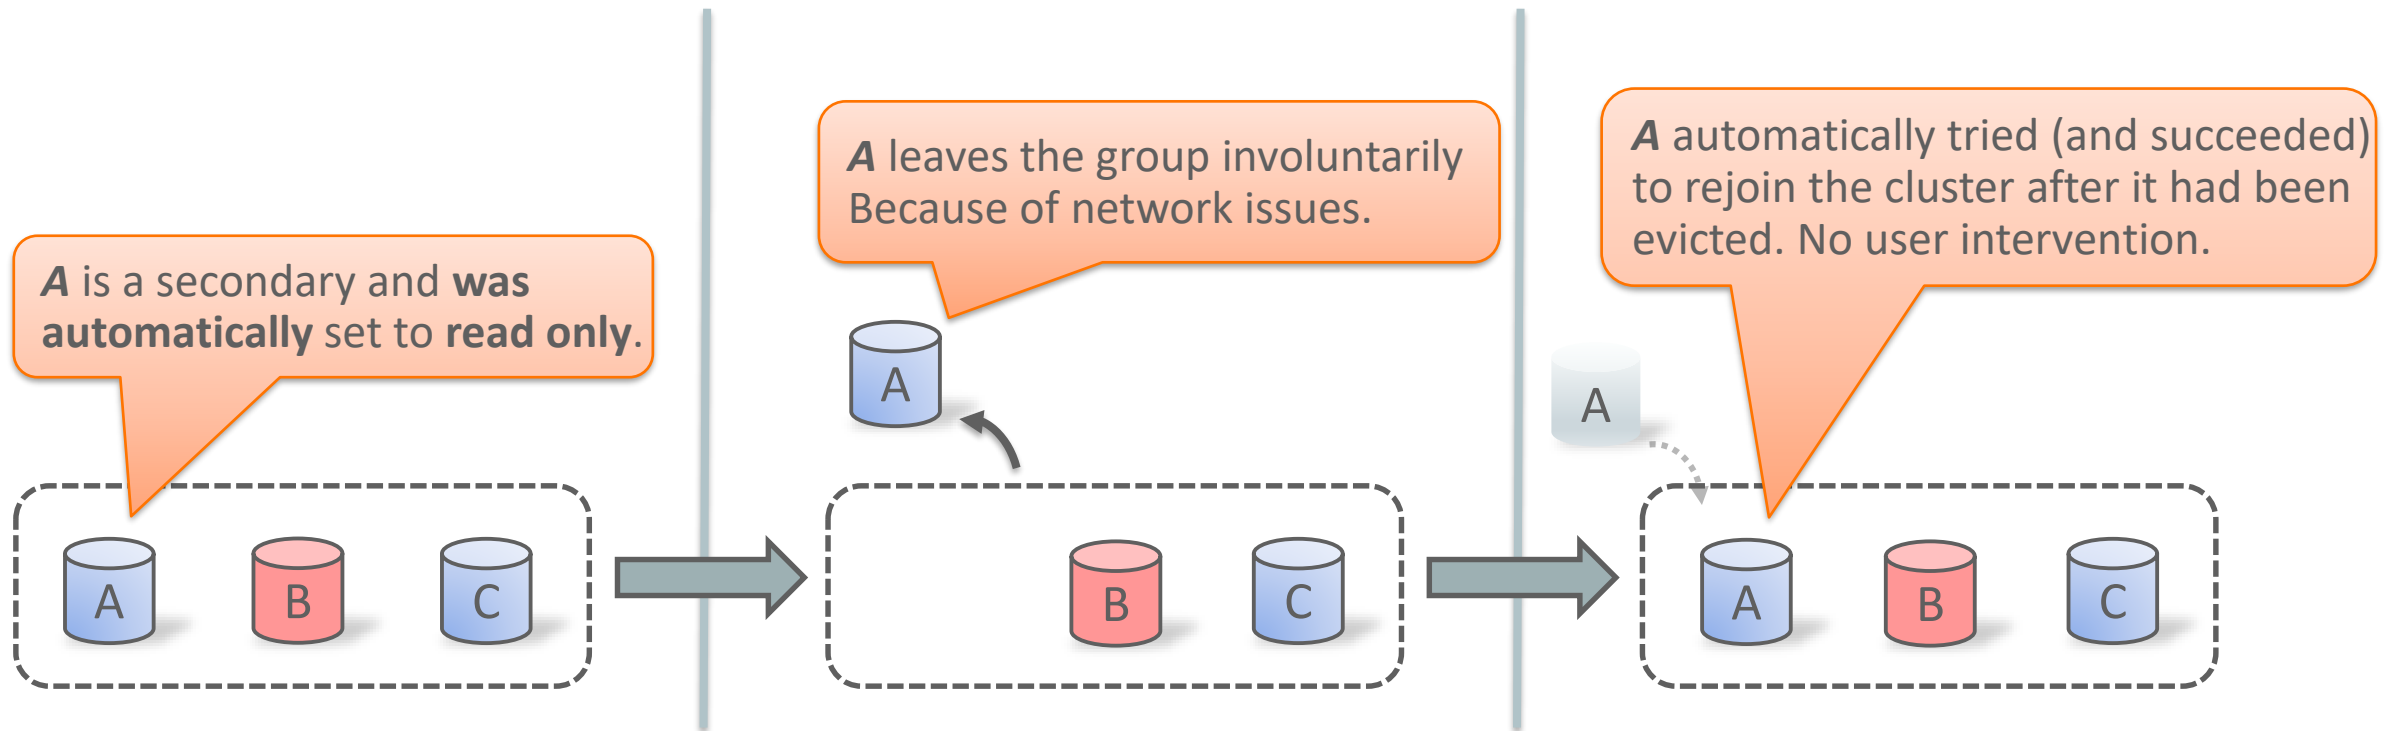 A is a secondary and was
automatically set to read only.
A
B
C
A leaves the group involuntarily
Because of network issues.
A
B
C
A automatically tried (and succeeded)
to rejoin the cluster after it had been
evicted. No user intervention.
A
A
B
C